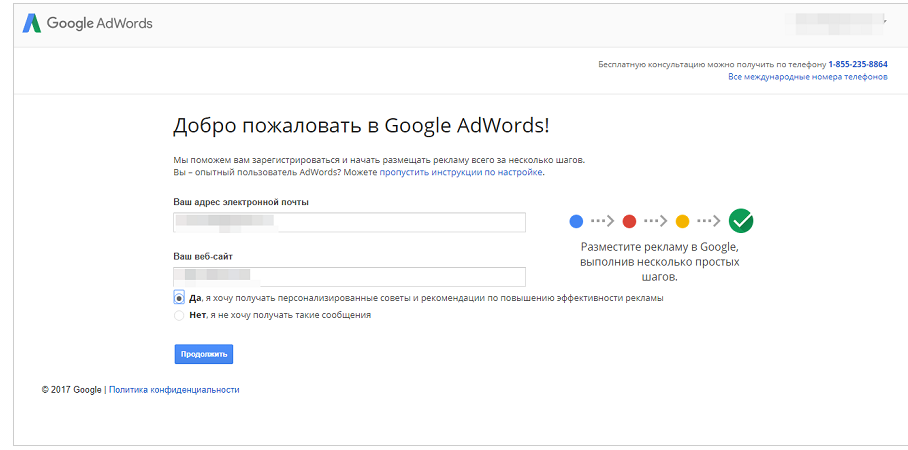 Google AdWords
Бесплатную консультацию можно получить по телефону 1-855-235-8864
Все международные номера телефонов
Добро пожаловать в Google AdWords!
Мы поможем вам зарегистрироваться и начать размещать рекламу всего за несколько шагов.
Вы – опытный пользователь AdWords? Можете пропустить инструкции по настройке.
Ваш адрес электронной почты
Ваш веб-сайт
Да, я хочу получать персонализированные советы и рекомендации по повышению эффективности рекламы
Нет, я не хочу получать такие сообщения
Продолжить
Разместите рекламу в Google,
выполнив несколько простых
шагов.
© 2017 Google | Политика конфиденциальности